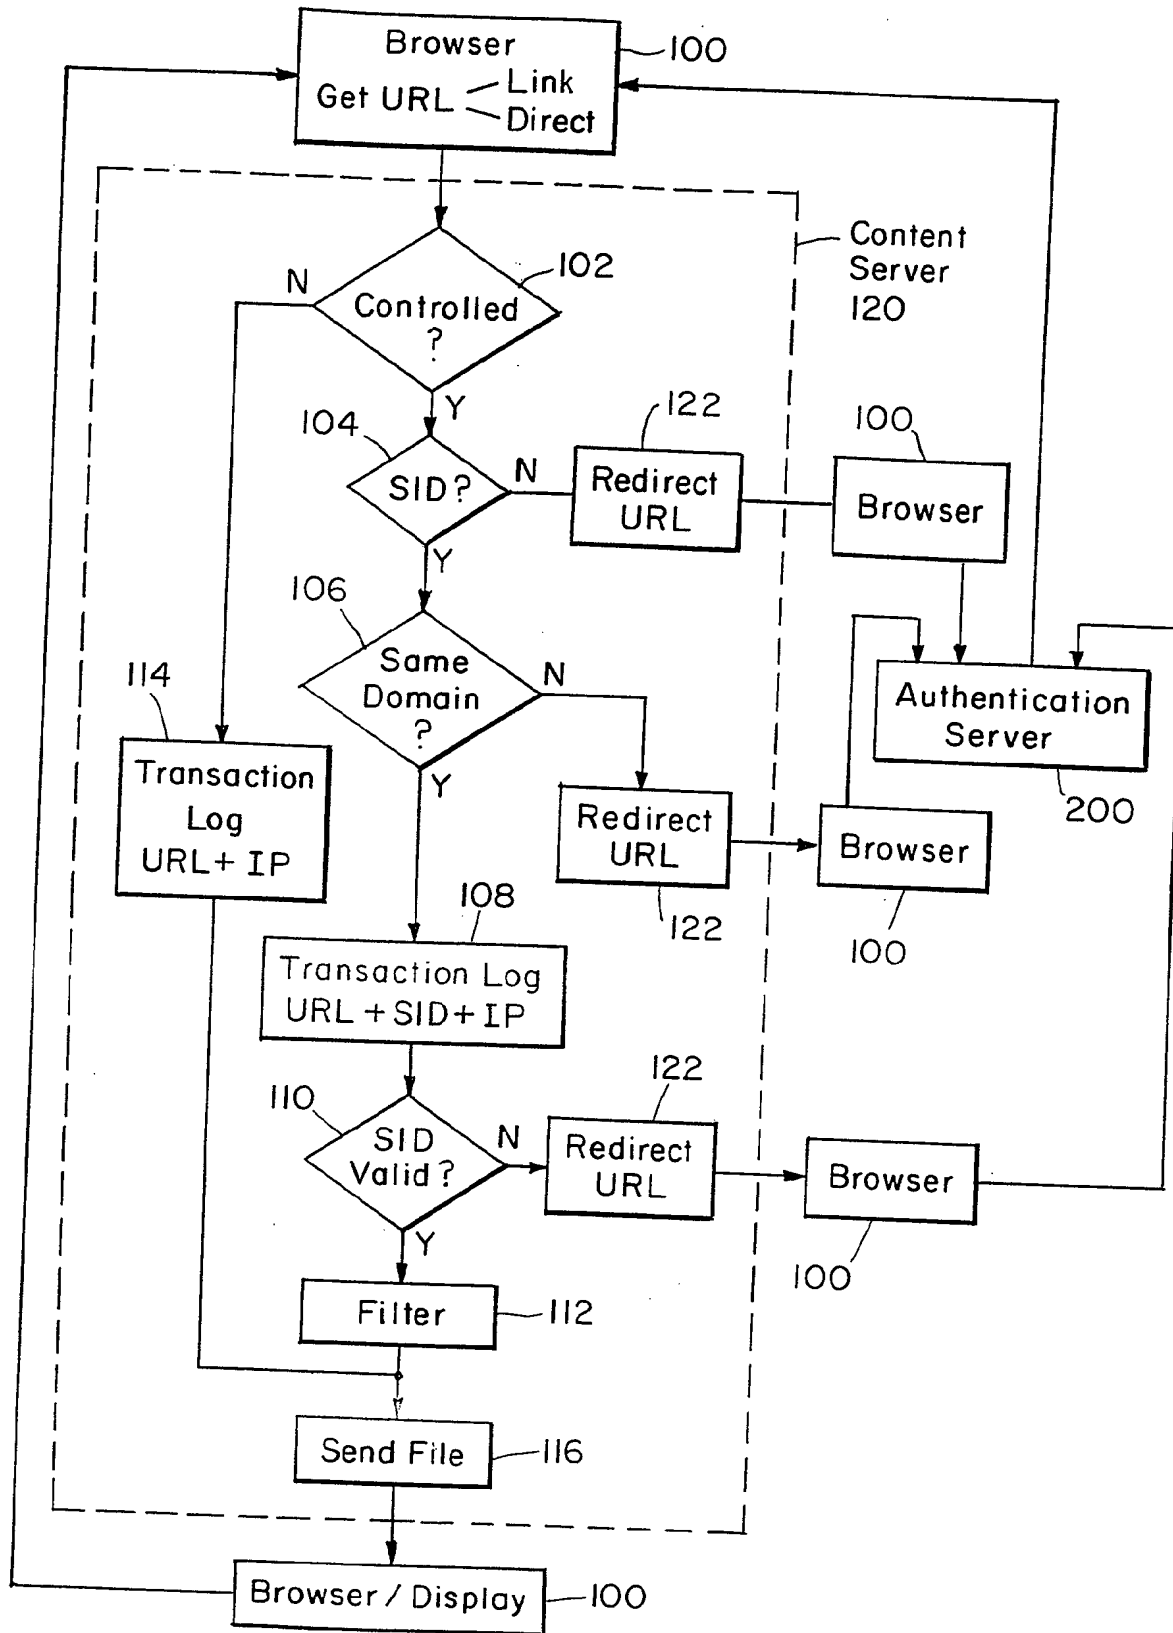 Browser
100
Get URL
Link
Direct
Content
Server
120
N
102
Controlled
?
Y
104
SID?
N
122
Redirect
URL
100
Browser
Y
106
Same
Domain
?
N
Authentication
Server
200
114
Transaction
Log
URL + IP
Y
Redirect
URL
122
Browser
100
108
Transaction Log
URL + SID + IP
110
SID
Valid?
N
122
Redirect
URL
Browser
100
Y
Filter
112
Send File
116
Browser / Display
100